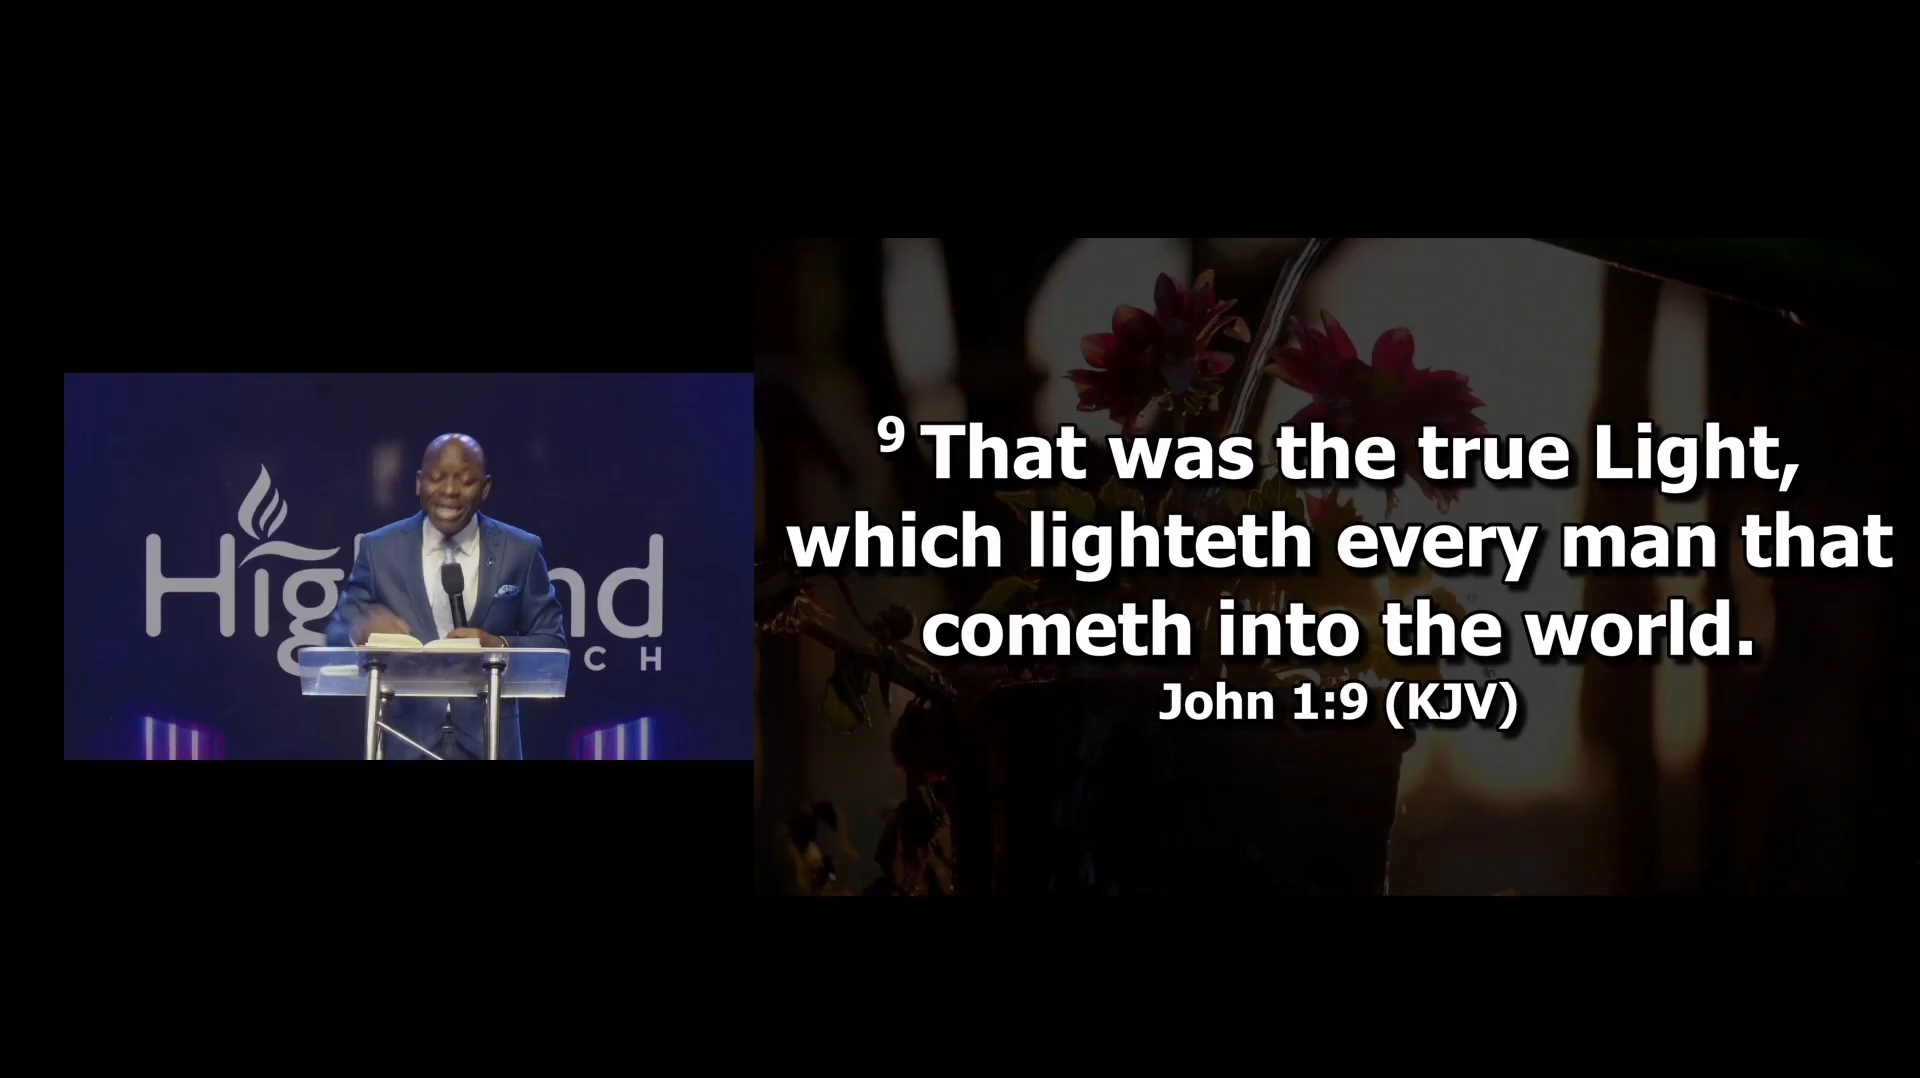 9 That was the true Light,
which lighteth every man that
cometh into the world.
John 1:9 (KJV)